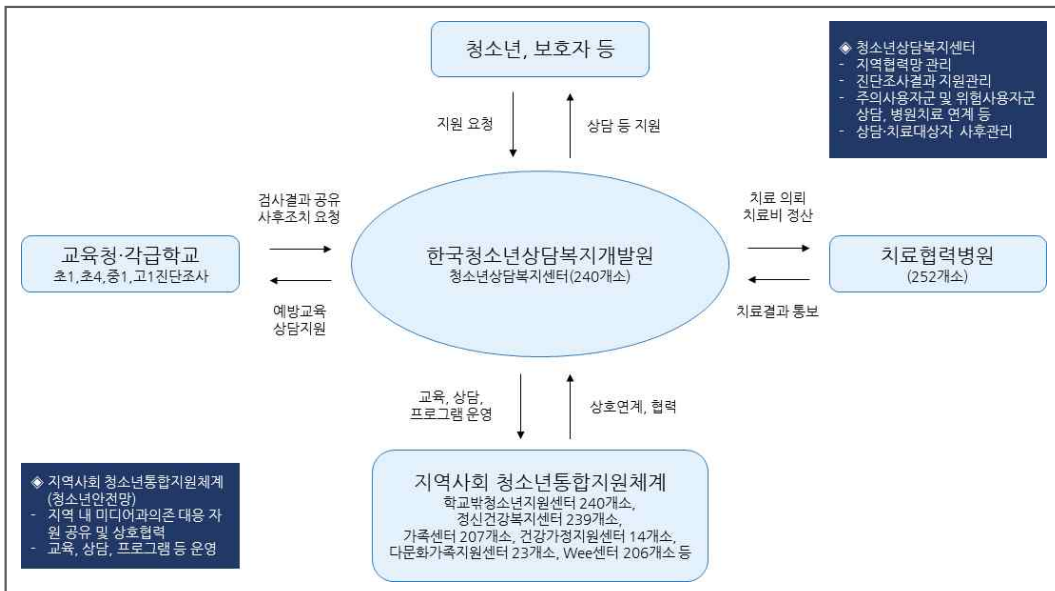 청소년, 보호자 등
◈ 청소년상담복지센터
- 지역협력망 관리
- 진단조사결과 지원관리
- 주의사용자군 및 위험사용자군
상담, 병원치료 연계 등
- 상담·치료대상자 사후관리
지원 요청
상담 등 지원
검사결과 공유
사후조치 요청
치료 의뢰
치료비 정산
교육청·각급학교
초1,초4,중1,고1진단조사
한국청소년상담복지개발원
청소년상담복지센터(240개소)
치료협력병원
(252개소)
예방교육
상담지원
치료결과 통보
교육, 상담,
프로그램 운영
상호연계, 협력
◈ 지역사회 청소년통합지원체계
(청소년안전망)
- 지역 내 미디어과의존 대응 자
원 공유 및 상호협력
- 교육, 상담, 프로그램 등 운영
지역사회 청소년통합지원체계
학교밖청소년지원센터 240개소,
정신건강복지센터 239개소,
가족센터 207개소, 건강가정지원센터 14개소,
다문화가족지원센터 23개소, Wee센터 206개소 등